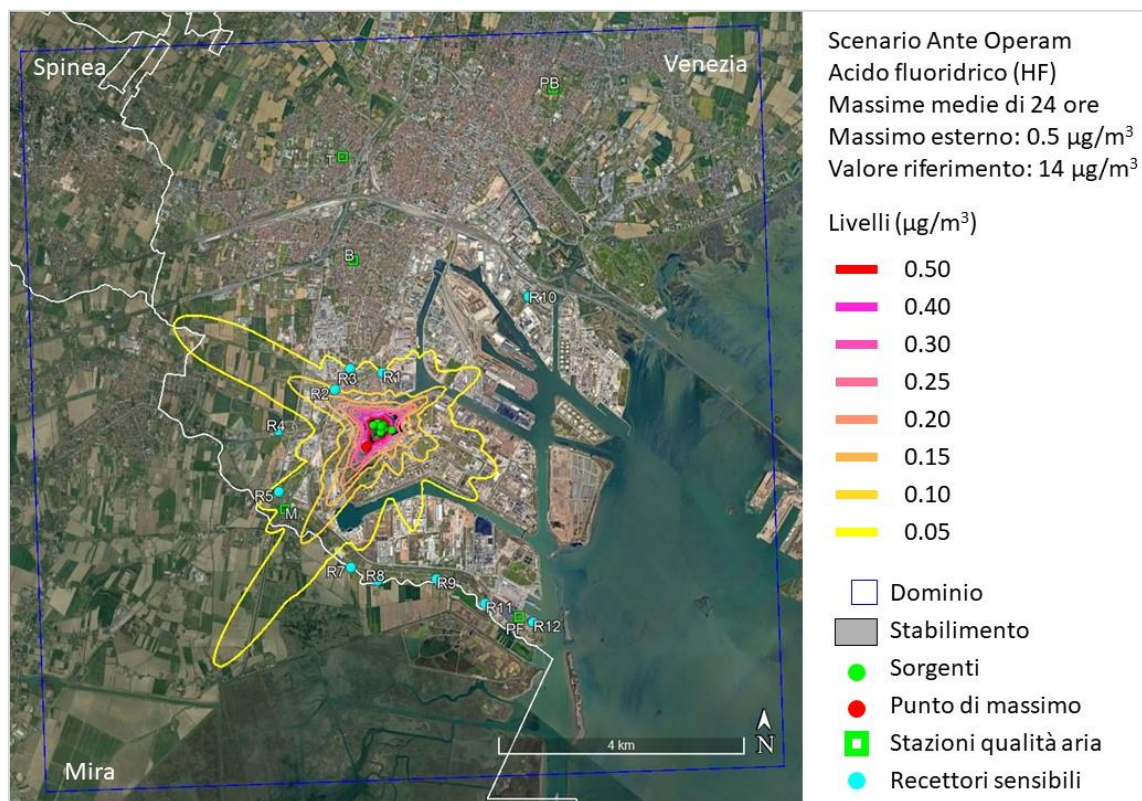 Spinea
Venezia
PB
T
B
R10
R3
R1
R2
R4
R5
M
R7
R8
R9
R11
PF
R12
4 km
N
Mira
Scenario Ante Operam
Acido fluoridrico (HF)
Massime medie di 24 ore
Massimo esterno: 0.5 µg/m³
Valore riferimento: 14 µg/m³
Livelli (µg/m³)
0.50
0.40
0.30
0.25
0.20
0.15
0.10
0.05
Dominio
Stabilimento
Sorgenti
Punto di massimo
Stazioni qualità aria
Recettori sensibili